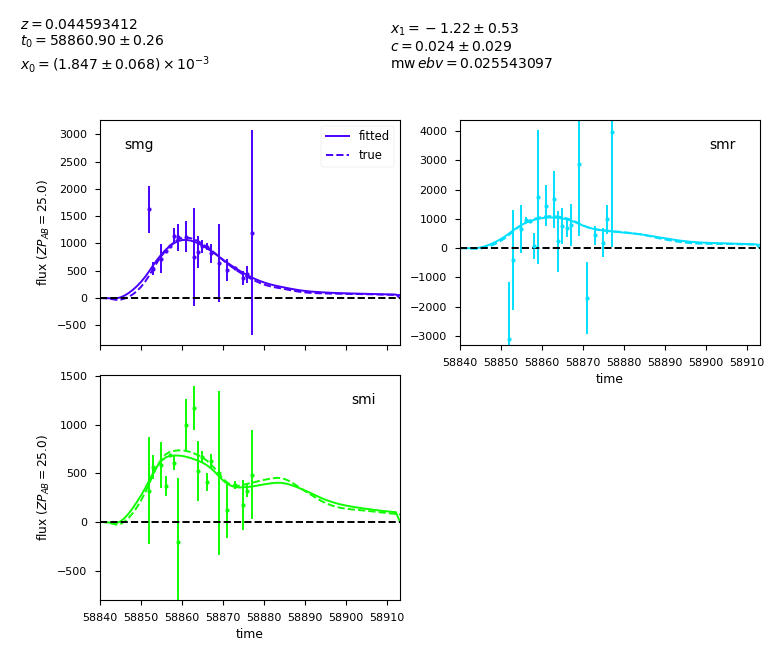 z = 0.044593412
t₀ = 58860.90 ± 0.26
x₀ = (1.847 ± 0.068) × 10⁻³
x₁ = −1.22 ± 0.53
c = 0.024 ± 0.029
mw ebv = 0.025543097
smg
fitted
true
3000
2500
2000
1500
1000
500
0
−500
flux (ZP_AB = 25.0)
smr
4000
3000
2000
1000
0
−1000
−2000
−3000
58840 58850 58860 58870 58880 58890 58900 58910
time
smi
1500
1000
500
0
−500
flux (ZP_AB = 25.0)
58840 58850 58860 58870 58880 58890 58900 58910
time